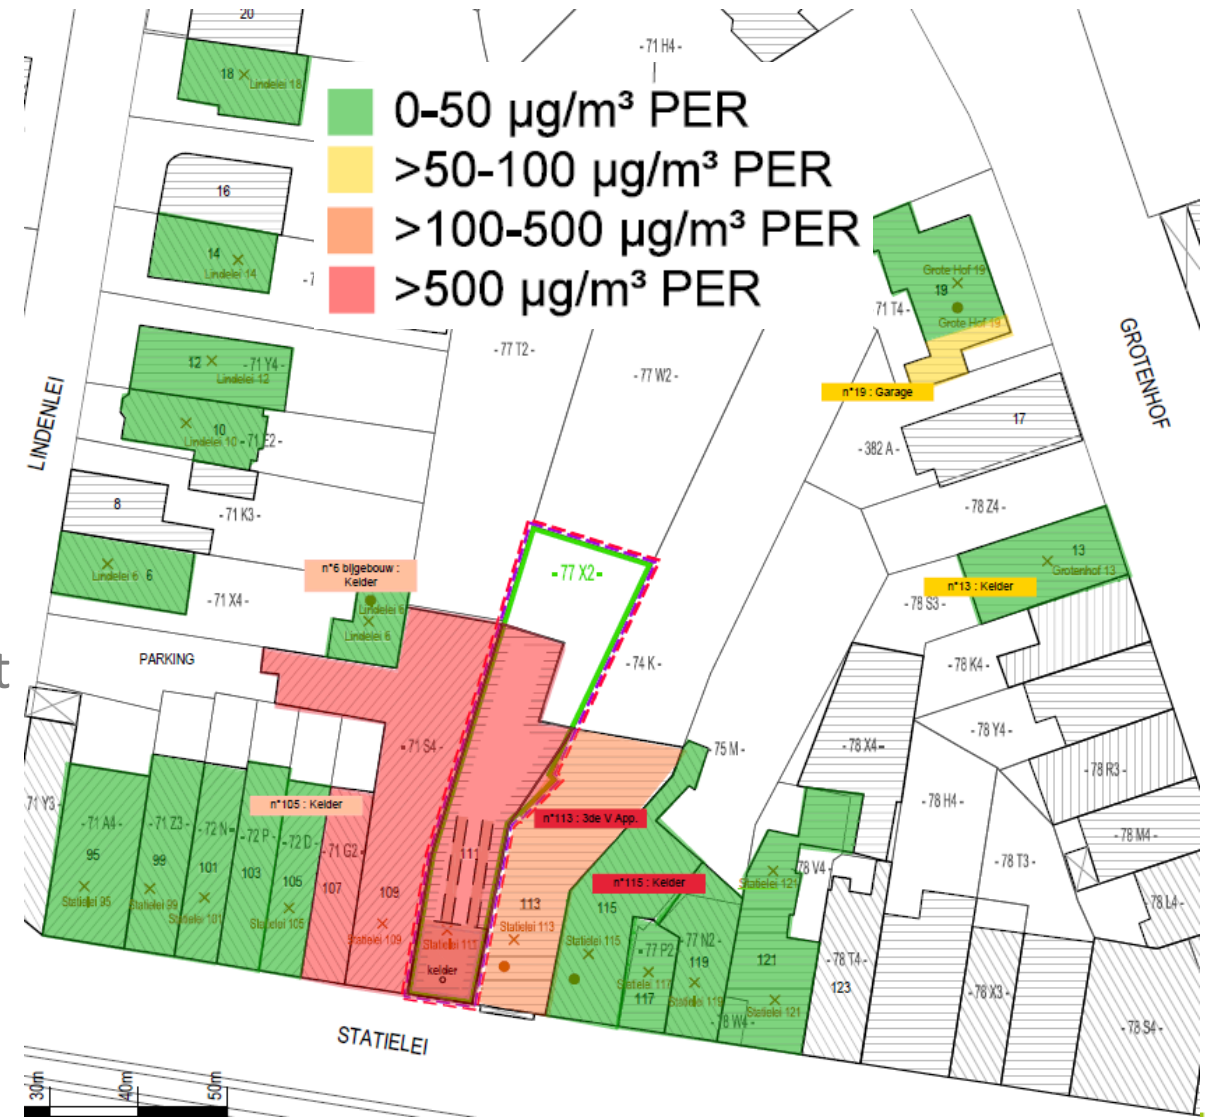 20
- 71 H4 -
18
Lindelei 18
0-50 µg/m³ PER
>50-100 µg/m³ PER
>100-500 µg/m³ PER
>500 µg/m³ PER
16
14
Lindelei 14
Grote Hof 19
19
Grote Hof 19
71 T4 -
- 77 T2 -
- 77 W2 -
GROTENHOF
12
- 71 Y4 -
Lindelei 12
n°19 : Garage
LINDENLEI
10
Lindelei 10
- 71 E2 -
17
- 382 A -
8
- 71 K3 -
- 78 Z4 -
13
Grotenhof 13
n°6 bijgebouw :
Kelder
- 77 X2 -
n°13 : Kelder
Lindelei 6
6
- 71 X4 -
Lindelei 6
Lindelei 6
- 78 S3 -
PARKING
t
- 74 K -
- 78 K4 -
- 71 S4 -
- 75 M -
- 78 X4 -
- 78 Y4 -
- 78 R3 -
71 Y3 -
n°105 : Kelder
- 78 H4 -
- 71 A4 -
- 71 Z3 -
- 72 N -
- 72 P -
- 72 D -
- 71 G2 -
n°113 : 3de V App.
- 78 M4 -
95
99
101
103
105
107
109
111
n°115 : Kelder
78 V4 -
- 78 T3 -
Statielei 121
- 78 L4 -
Statielei 95
Statielei 99
Statielei 101
Statielei 105
Statielei 109
Statielei 111
113
Statielei 113
115
Statielei 115
- 77 P2
- 77 N2 -
119
121
- 78 T4 -
kelder
Statielei 117
117
Statielei 119
Statielei 121
123
- 78 X3 -
- 78 W4 -
- 78 S4 -
STATIELEI
30m
40m
50m